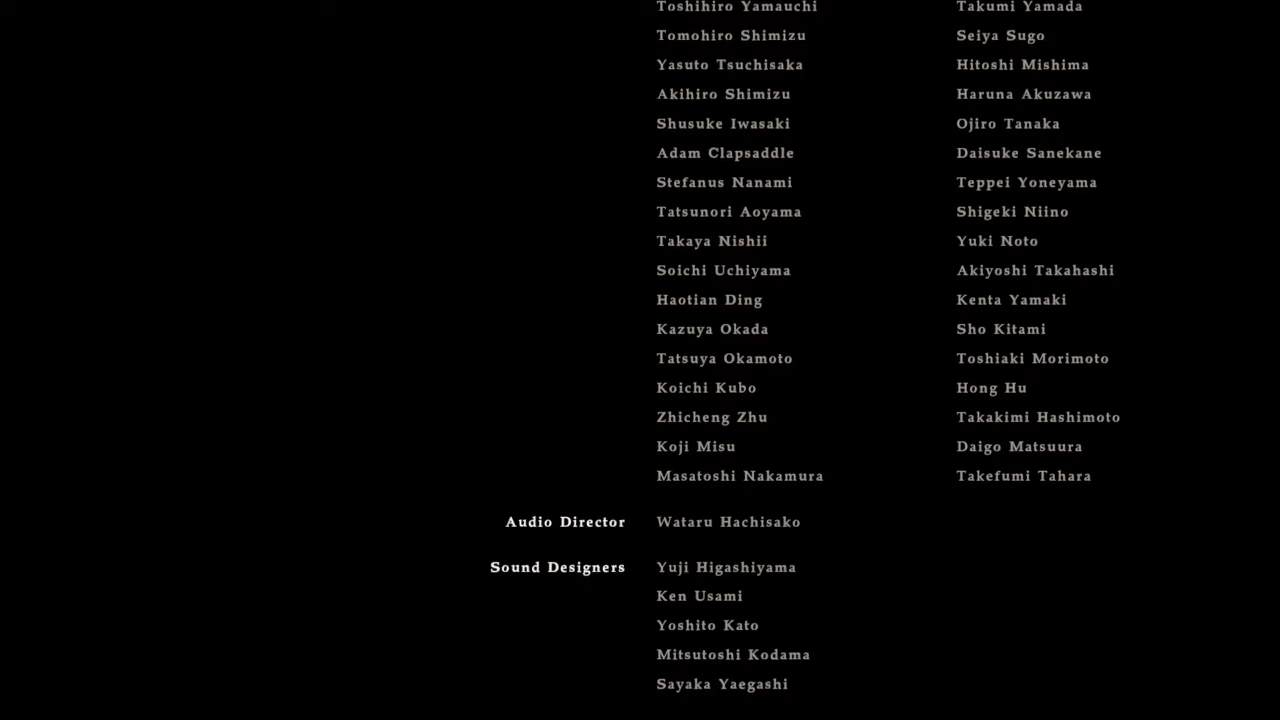 Toshihiro Yamauchi Takumi Yamada
Tomohiro Shimizu Seiya Sugo
Yasuto Tsuchisaka Hitoshi Mishima
Akihiro Shimizu Haruna Akuzawa
Shusuke Iwasaki Ojiro Tanaka
Adam Clapsaddle Daisuke Sanekane
Stefanus Nanami Teppei Yoneyama
Tatsunori Aoyama Shigeki Niino
Takaya Nishii Yuki Noto
Soichi Uchiyama Akiyoshi Takahashi
Haotian Ding Kenta Yamaki
Kazuya Okada Sho Kitami
Tatsuya Okamoto Toshiaki Morimoto
Koichi Kubo Hong Hu
Zhicheng Zhu Takakimi Hashimoto
Koji Misu Daigo Matsuura
Masatoshi Nakamura Takefumi Tahara
Audio Director Wataru Hachisako
Sound Designers Yuji Higashiyama
Ken Usami
Yoshito Kato
Mitsutoshi Kodama
Sayaka Yaegashi